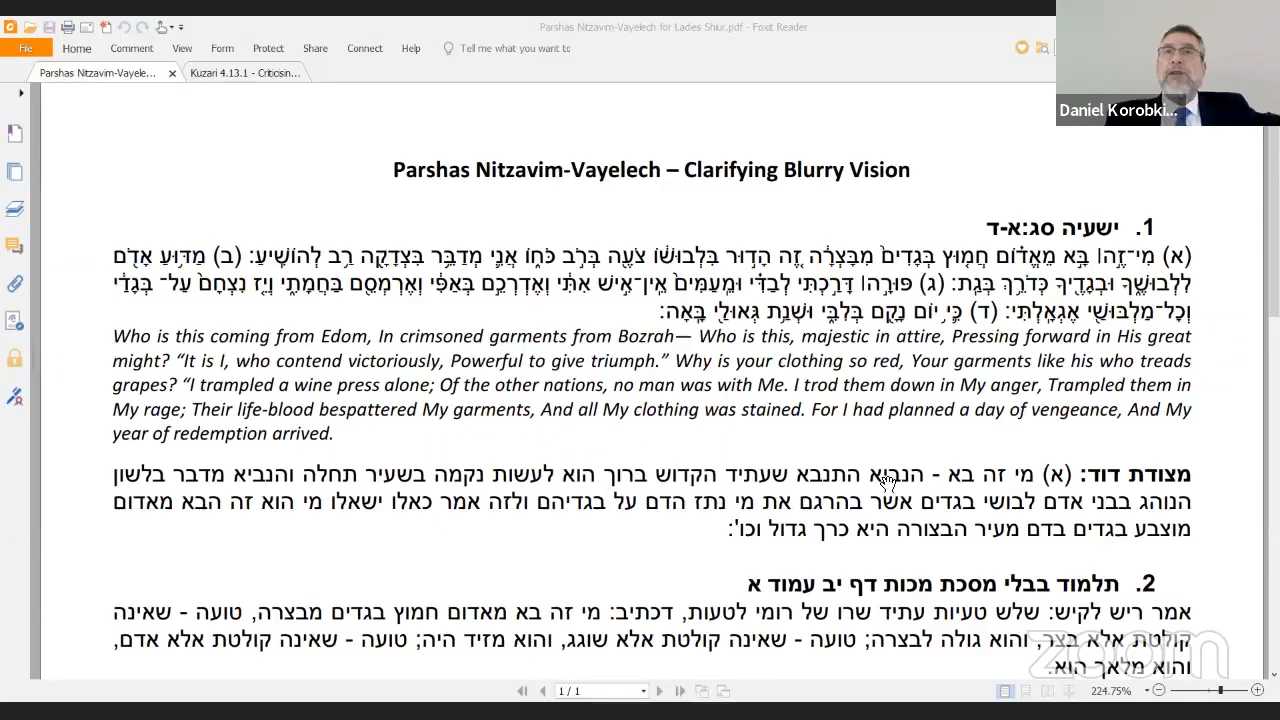 Parshas Nitzavim-Vayelech for Ladies Shiur.pdf - Foxit Reader
File Home Comment View Form Protect Share Connect Help Tell me what you want to
Parshas Nitzavim-Vayele... Kuzari 4.13.1 - Criticisin...
Daniel Korobki...
Parshas Nitzavim-Vayelech – Clarifying Blurry Vision
1. ישעיה סג:א-ד
(א) מִי־זֶ֣ה׀ בָּ֣א מֵאֱד֗וֹם חֲמ֤וּץ בְּגָדִים֙ מִבׇּצְרָ֔ה זֶ֚ה הָד֣וּר בִּלְבוּשׁ֔וֹ צֹעֶ֖ה בְּרֹ֣ב כֹּח֑וֹ אֲנִ֛י מְדַבֵּ֥ר בִּצְדָקָ֖ה רַ֥ב לְהוֹשִֽׁיעַ׃ (ב) מַדּ֥וּעַ אָדֹ֖ם
לִלְבוּשֶׁ֑ךָ וּבְגָדֶ֖יךָ כְּדֹרֵ֥ךְ בְּגַֽת׃ (ג) פּוּרָ֣ה׀ דָּרַ֣כְתִּי לְבַדִּ֗י וּמֵֽעַמִּים֙ אֵֽין־אִ֣ישׁ אִתִּ֔י וְאֶדְרְכֵ֣ם בְּאַפִּ֔י וְאֶרְמְסֵ֖ם בַּחֲמָתִ֑י וְיֵ֤ז נִצְחָם֙ עַל־ בְּגָדַ֔י
וְכׇל־מַלְבּוּשַׁ֖י אֶגְאָֽלְתִּי׃ (ד) כִּ֛י י֥וֹם נָקָ֖ם בְּלִבִּ֑י וּשְׁנַ֥ת גְּאוּלַ֖י בָּֽאָה׃
Who is this coming from Edom, In crimsoned garments from Bozrah— Who is this, majestic in attire, Pressing forward in His great
might? “It is I, who contend victoriously, Powerful to give triumph.” Why is your clothing so red, Your garments like his who treads
grapes? “I trampled a wine press alone; Of the other nations, no man was with Me. I trod them down in My anger, Trampled them in
My rage; Their life-blood bespattered My garments, And all My clothing was stained. For I had planned a day of vengeance, And My
year of redemption arrived.
מצודת דוד: (א) מי זה בא - הנביא התנבא שעתיד הקדוש ברוך הוא לעשות נקמה בשעיר תחלה והנביא מדבר בלשון
הנוהג בבני אדם לבושי בגדים אשר בהרגם את מי נתז הדם על בגדיהם ולזה אמר כאלו ישאלו מי הוא זה הבא מאדום
מוצבע בגדים בדם מעיר הבצורה היא כרך גדול וכו':
2. תלמוד בבלי מסכת מכות דף יב עמוד א
אמר ריש לקיש: שלש טעיות עתיד שרו של רומי לטעות, דכתיב: מי זה בא מאדום חמוץ בגדים מבצרה, טועה - שאינה
קולטת אלא בצר, והוא גולה לבצרה; טועה - שאינה קולטת אלא שוגג, והוא מזיד היה; טועה - שאינה קולטת אלא אדם,
והוא מלאך הוא.
zoom
1 / 1
224.75%